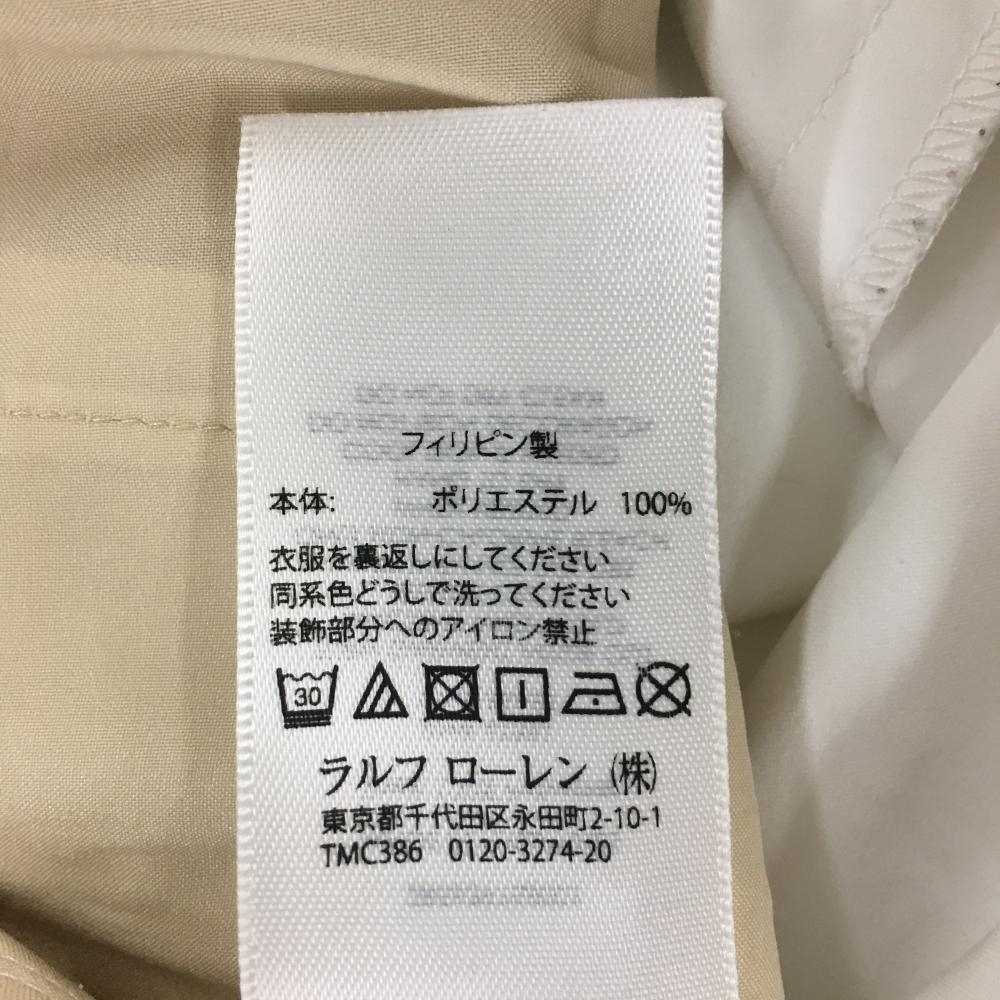 フィリピン製
本体: ポリエステル 100%
衣服を裏返しにしてください
同系色どうしで洗ってください
装飾部分へのアイロン禁止
30
ラルフ ローレン (株)
東京都千代田区永田町2-10-1
TMC386 0120-3274-20